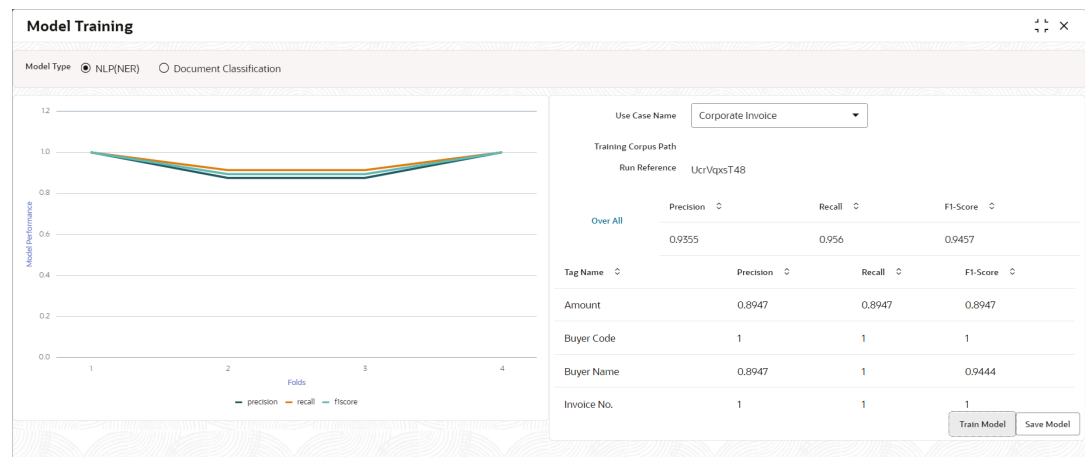 Model Training
Model Type NLP(NER) Document Classification
1.2
1.0
0.8
0.6
0.4
0.2
0.0
Model Performance
1 2 3 4
Folds
precision recall f1score
Use Case Name Corporate Invoice
Training Corpus Path
Run Reference UcrVqxsT48
Precision Recall F1-Score
Over All
0.9355 0.956 0.9457
Tag Name Precision Recall F1-Score
Amount 0.8947 0.8947 0.8947
Buyer Code 1 1 1
Buyer Name 0.8947 1 0.9444
Invoice No. 1 1 1
Train Model Save Model